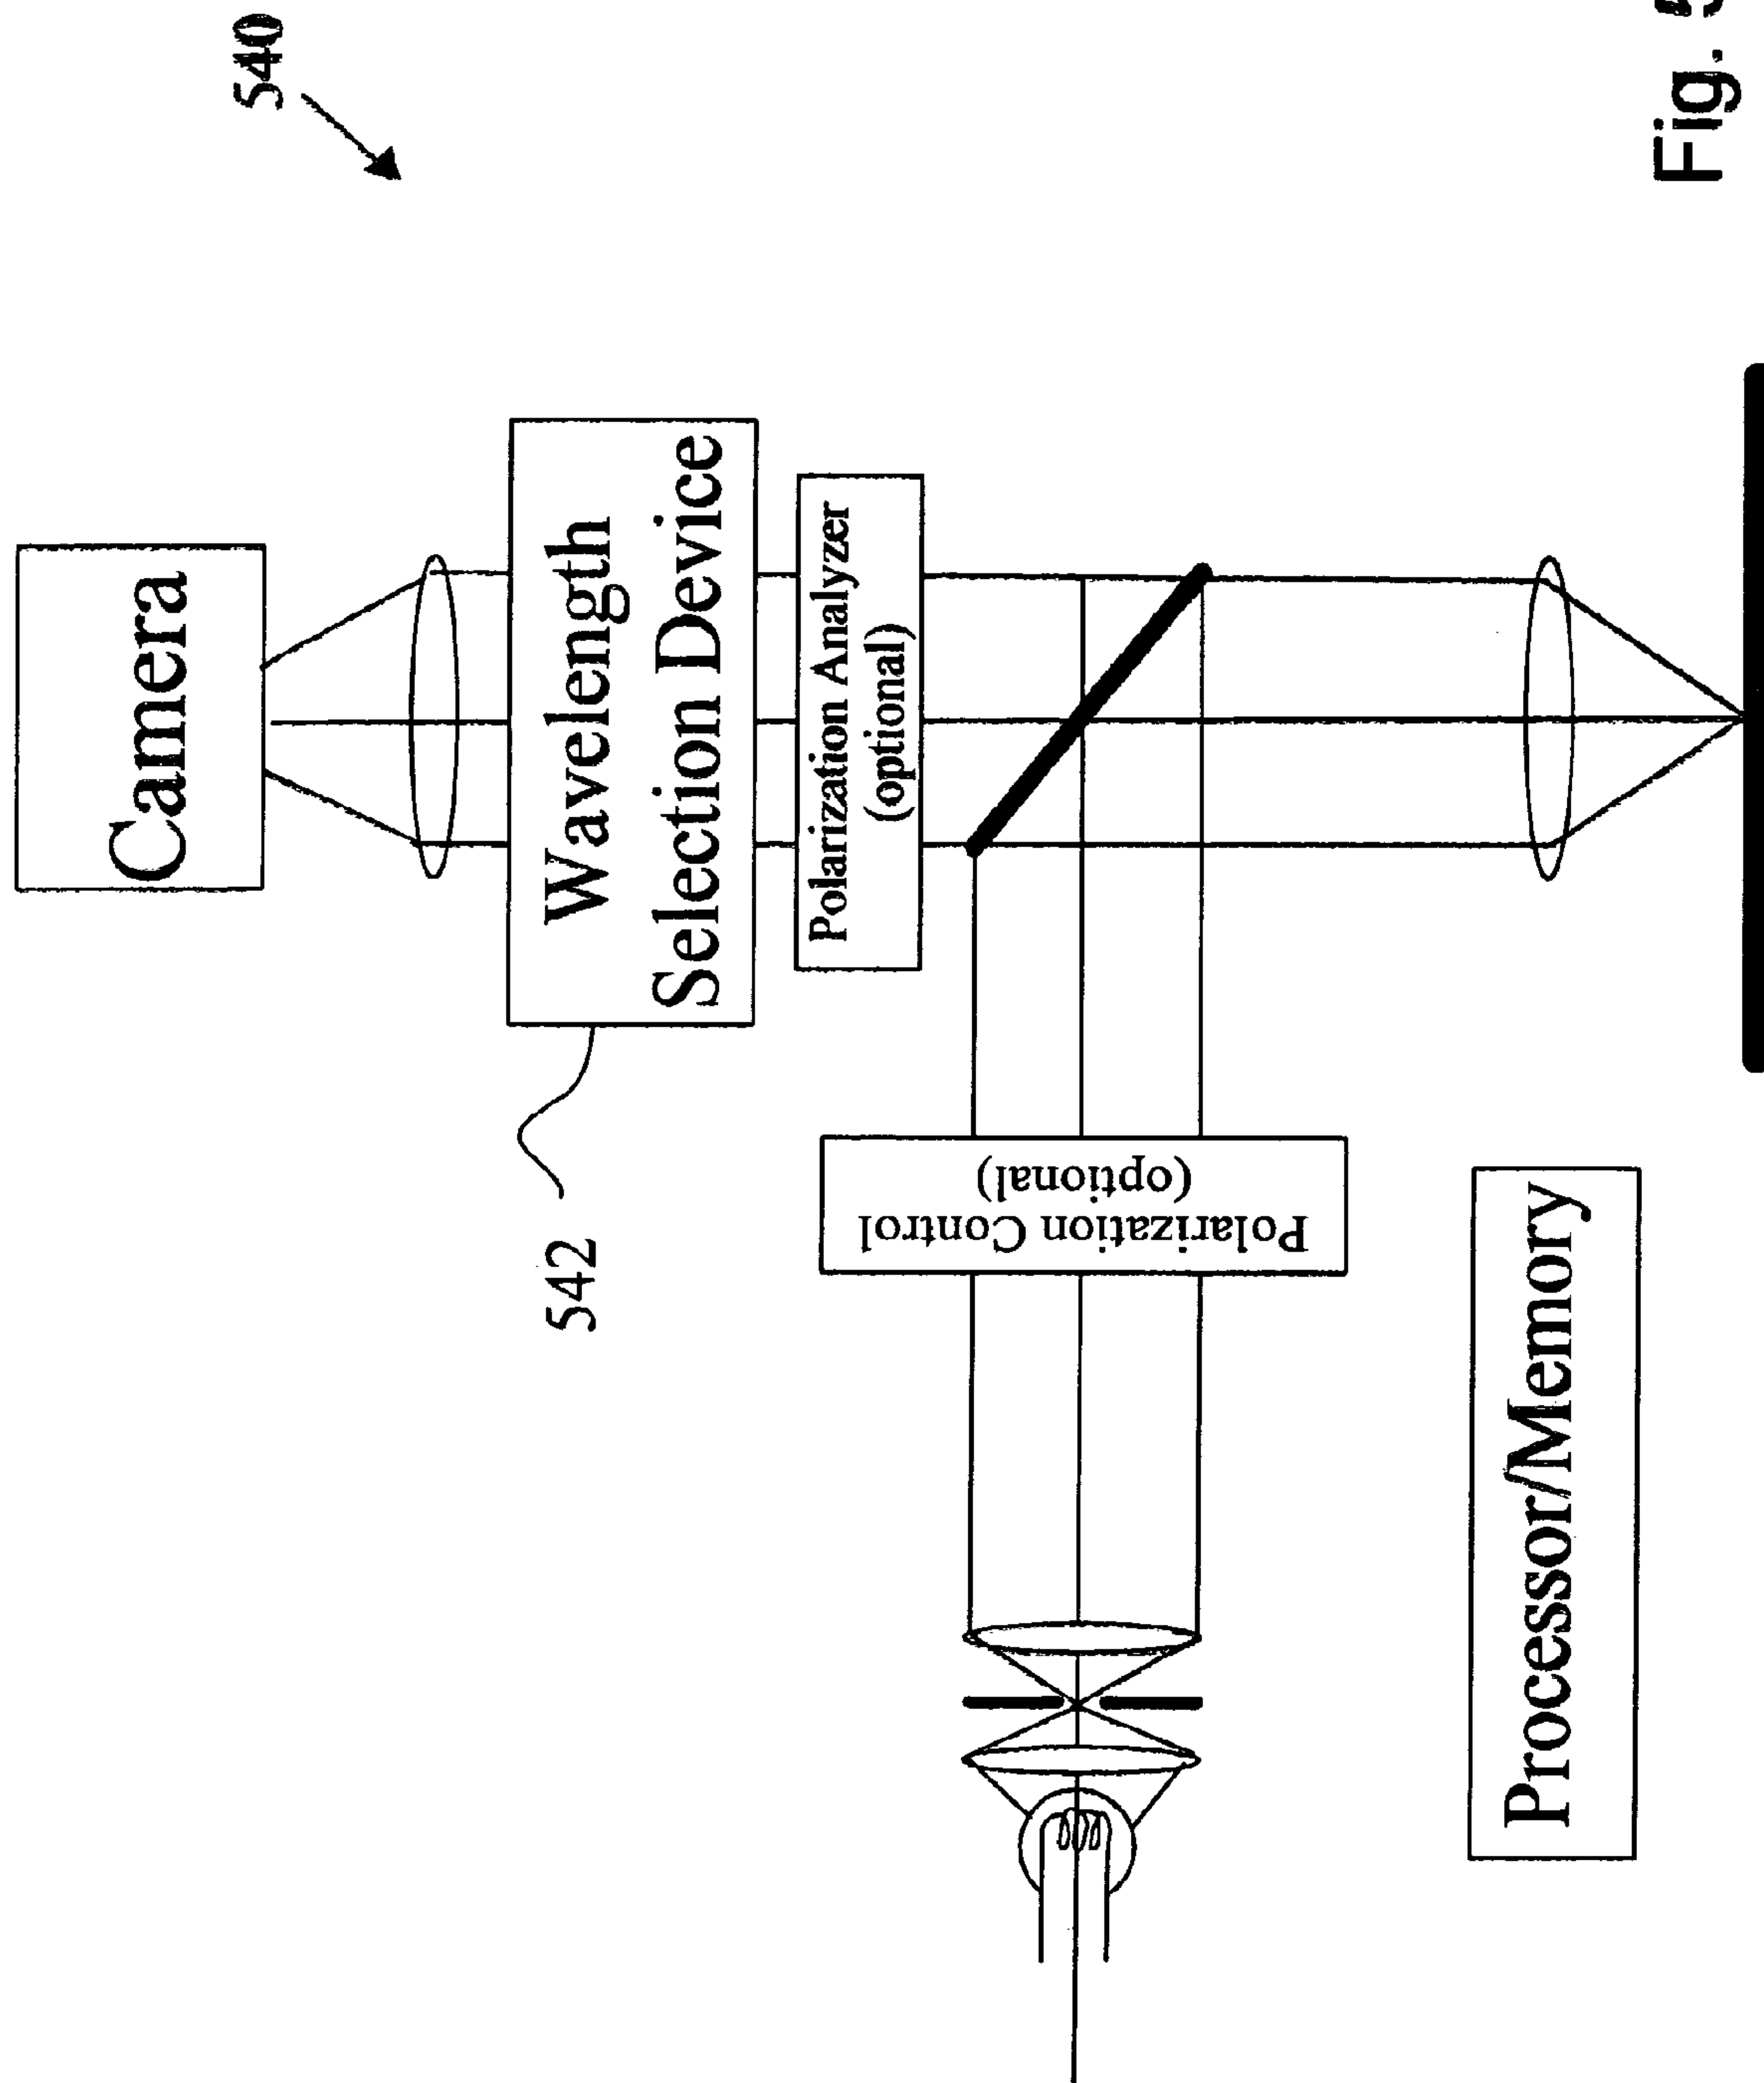 540
Camera
Wavelength
Selection Device
542
Polarization Analyzer
(optional)
Polarization Control
(optional)
Processor/Memory
Fig.